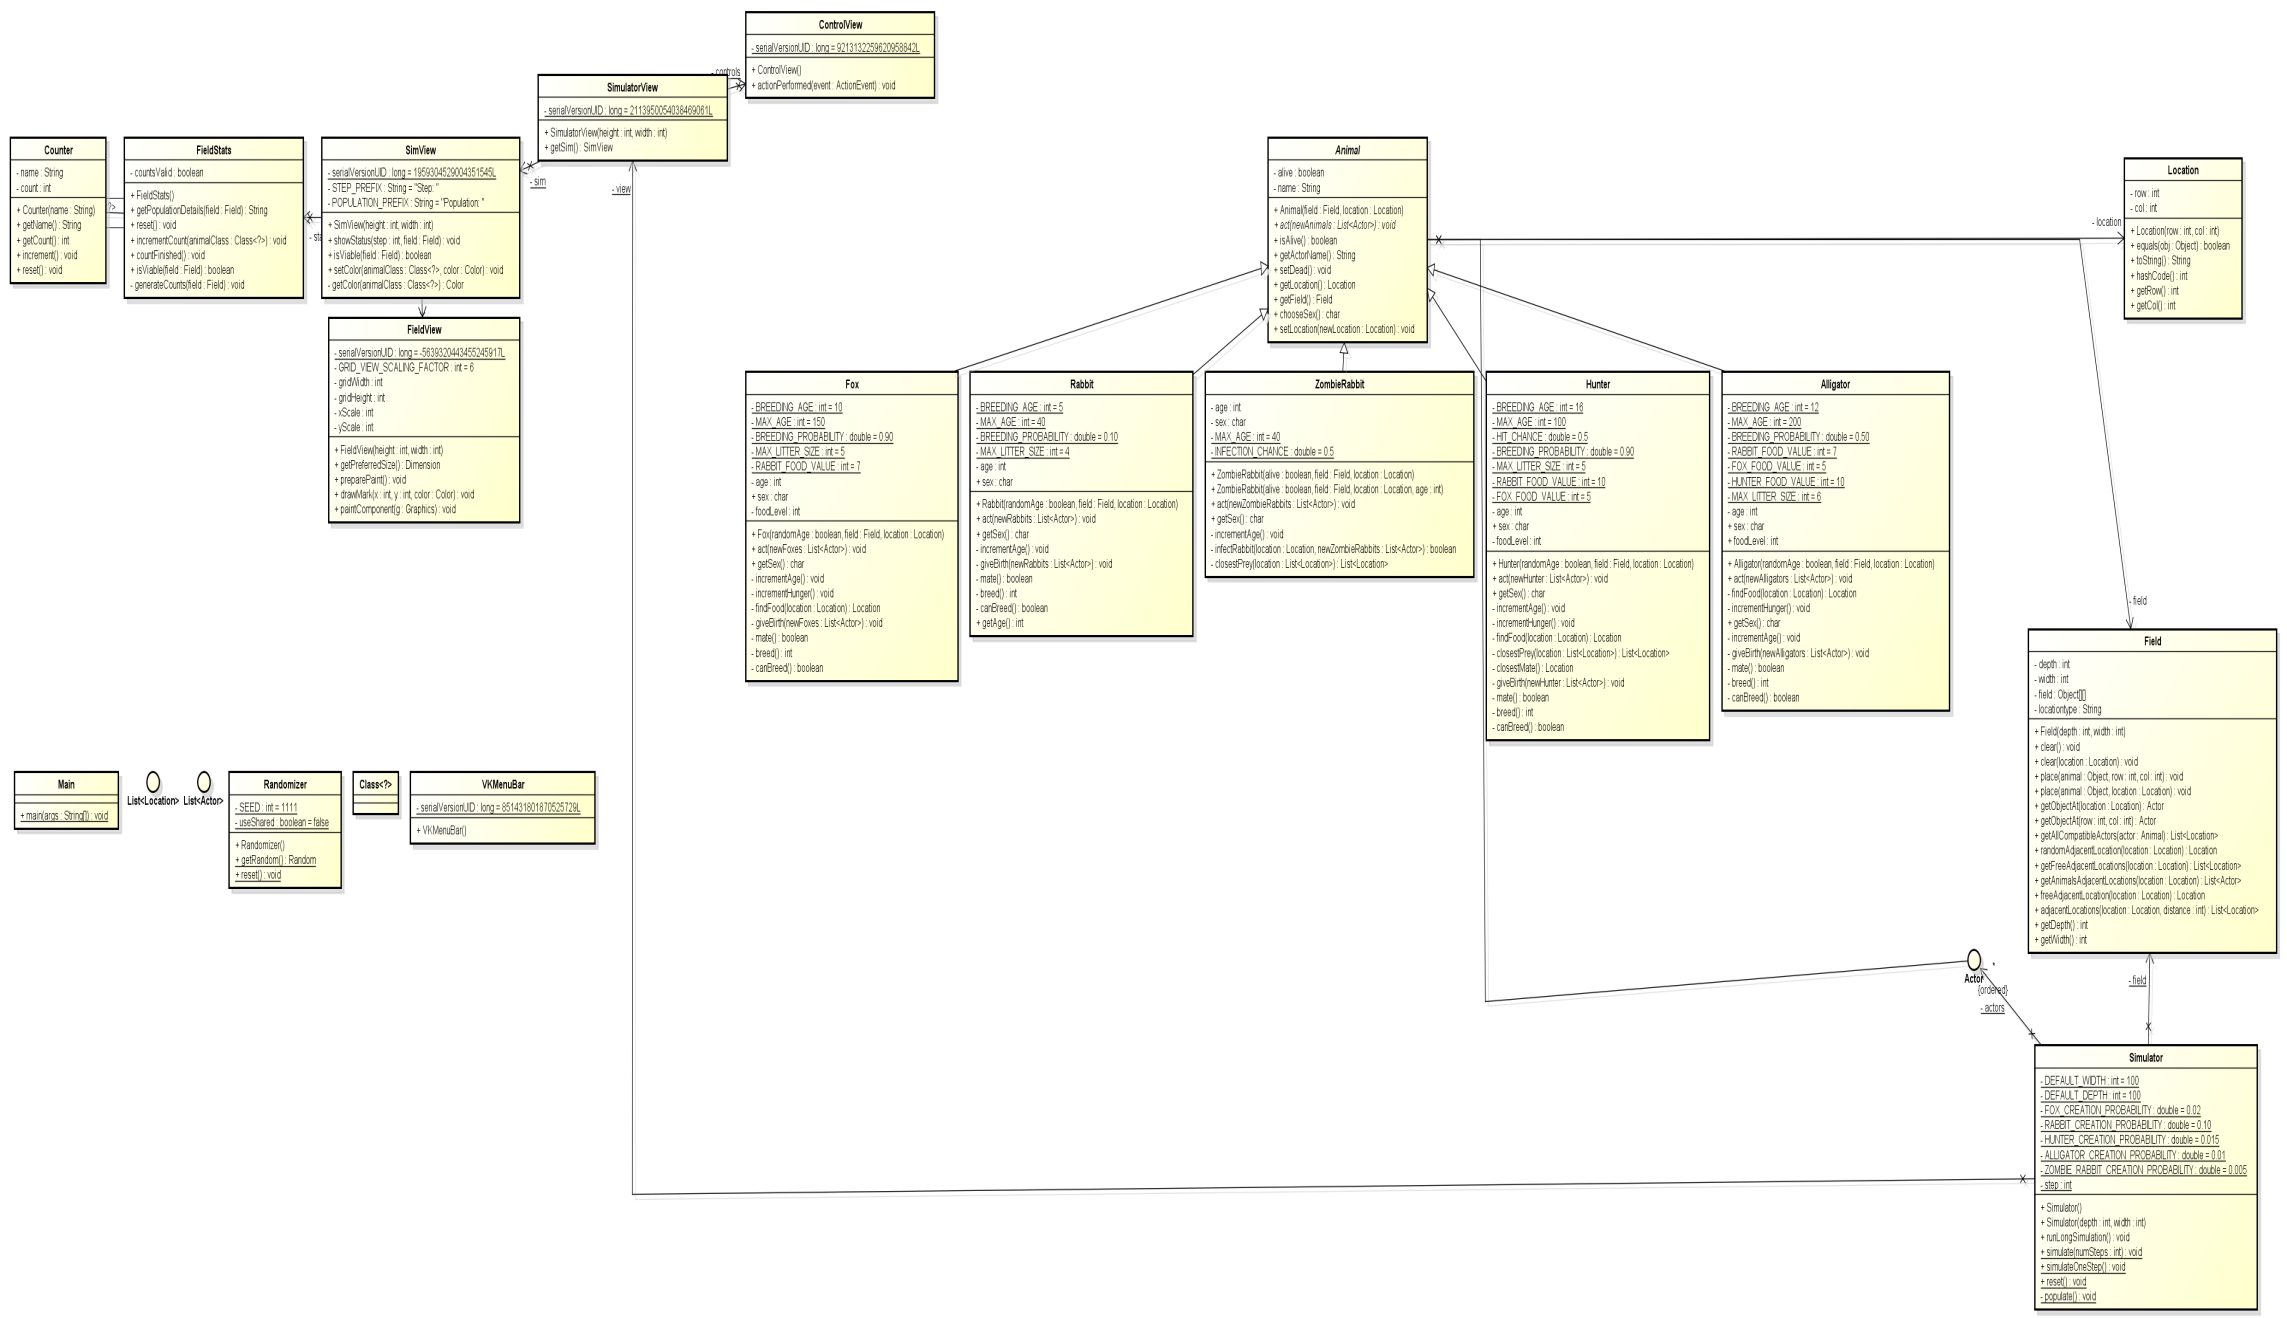 ControlView
- serialVersionUID : long = 9213132259620958842L
+ ControlView()
+ actionPerformed(event : ActionEvent) : void
- controls
SimulatorView
- serialVersionUID : long = 2113950054038469061L
+ SimulatorView(height : int, width : int)
+ getSim() : SimView
- sim
- view
Counter
- name : String
- count : int
+ Counter(name : String)
+ getName() : String
+ getCount() : int
+ increment() : void
+ reset() : void
?>
FieldStats
- countsValid : boolean
+ FieldStats()
+ getPopulationDetails(field : Field) : String
+ reset() : void
+ incrementCount(animalClass : Class<?>) : void
+ countFinished() : void
+ isViable(field : Field) : boolean
- generateCounts(field : Field) : void
SimView
- serialVersionUID : long = 1959304529004351545L
- STEP_PREFIX : String = "Step: "
- POPULATION_PREFIX : String = "Population: "
+ SimView(height : int, width : int)
+ showStatus(step : int, field : Field) : void
+ isViable(field : Field) : boolean
+ setColor(animalClass : Class<?>, color : Color) : void
- getColor(animalClass : Class<?>) : Color
FieldView
- serialVersionUID : long = -5639320443455245917L
- GRID_VIEW_SCALING_FACTOR : int = 6
- gridWidth : int
- gridHeight : int
- xScale : int
- yScale : int
+ FieldView(height : int, width : int)
+ getPreferredSize() : Dimension
+ preparePaint() : void
+ drawMark(x : int, y : int, color : Color) : void
+ paintComponent(g : Graphics) : void
Animal
- alive : boolean
- name : String
+ Animal(field : Field, location : Location)
+ act(newAnimals : List<Actor>) : void
+ isAlive() : boolean
+ getActorName() : String
+ setDead() : void
+ getLocation() : Location
+ getField() : Field
+ chooseSex() : char
+ setLocation(newLocation : Location) : void
- location
Location
- row : int
- col : int
+ Location(row : int, col : int)
+ equals(obj : Object) : boolean
+ toString() : String
+ hashCode() : int
+ getRow() : int
+ getCol() : int
Fox
- BREEDING_AGE : int = 10
- MAX_AGE : int = 150
- BREEDING_PROBABILITY : double = 0.90
- MAX_LITTER_SIZE : int = 5
- RABBIT_FOOD_VALUE : int = 7
- age : int
+ sex : char
- foodLevel : int
+ Fox(randomAge : boolean, field : Field, location : Location)
+ act(newFoxes : List<Actor>) : void
+ getSex() : char
- incrementAge() : void
- incrementHunger() : void
- findFood(location : Location) : Location
- giveBirth(newFoxes : List<Actor>) : void
- mate() : boolean
- breed() : int
- canBreed() : boolean
Rabbit
- BREEDING_AGE : int = 5
- MAX_AGE : int = 40
- BREEDING_PROBABILITY : double = 0.10
- MAX_LITTER_SIZE : int = 4
- age : int
+ sex : char
+ Rabbit(randomAge : boolean, field : Field, location : Location)
+ act(newRabbits : List<Actor>) : void
+ getSex() : char
- incrementAge() : void
- giveBirth(newRabbits : List<Actor>) : void
- mate() : boolean
- breed() : int
- canBreed() : boolean
+ getAge() : int
ZombieRabbit
- age : int
- sex : char
- MAX_AGE : int = 40
- INFECTION_CHANCE : double = 0.5
+ ZombieRabbit(alive : boolean, field : Field, location : Location)
+ ZombieRabbit(alive : boolean, field : Field, location : Location, age : int)
+ act(newZombieRabbits : List<Actor>) : void
+ getSex() : char
- incrementAge() : void
- infectRabbit(location : Location, newZombieRabbits : List<Actor>) : boolean
- closestPrey(location : List<Location>) : List<Location>
Hunter
- BREEDING_AGE : int = 16
- MAX_AGE : int = 100
- HIT_CHANCE : double = 0.5
- BREEDING_PROBABILITY : double = 0.90
- MAX_LITTER_SIZE : int = 5
- RABBIT_FOOD_VALUE : int = 10
- FOX_FOOD_VALUE : int = 5
- age : int
+ sex : char
- foodLevel : int
+ Hunter(randomAge : boolean, field : Field, location : Location)
+ act(newHunter : List<Actor>) : void
+ getSex() : char
- incrementAge() : void
- incrementHunger() : void
- findFood(location : Location) : Location
- closestPrey(location : List<Location>) : List<Location>
- closestMate() : Location
- giveBirth(newHunter : List<Actor>) : void
- mate() : boolean
- breed() : int
- canBreed() : boolean
Alligator
- BREEDING_AGE : int = 12
- MAX_AGE : int = 200
- BREEDING_PROBABILITY : double = 0.50
- RABBIT_FOOD_VALUE : int = 7
- FOX_FOOD_VALUE : int = 5
- HUNTER_FOOD_VALUE : int = 10
- MAX_LITTER_SIZE : int = 6
- age : int
+ sex : char
+ foodLevel : int
+ Alligator(randomAge : boolean, field : Field, location : Location)
+ act(newAlligators : List<Actor>) : void
- findFood(location : Location) : Location
- incrementHunger() : void
+ getSex() : char
- incrementAge() : void
- giveBirth(newAlligators : List<Actor>) : void
- mate() : boolean
- breed() : int
- canBreed() : boolean
- field
Field
- depth : int
- width : int
- field : Object[][]
- locationtype : String
+ Field(depth : int, width : int)
+ clear() : void
+ clear(location : Location) : void
+ place(animal : Object, row : int, col : int) : void
+ place(animal : Object, location : Location) : void
+ getObjectAt(location : Location) : Actor
+ getObjectAt(row : int, col : int) : Actor
+ getAllCompatibleActors(actor : Animal) : List<Location>
+ randomAdjacentLocation(location : Location) : Location
+ getFreeAdjacentLocations(location : Location) : List<Location>
+ getAnimalsAdjacentLocations(location : Location) : List<Actor>
+ freeAdjacentLocation(location : Location) : Location
+ adjacentLocations(location : Location, distance : int) : List<Location>
+ getDepth() : int
+ getWidth() : int
Main
+ main(args : String[]) : void
List<Location>
List<Actor>
Randomizer
- SEED : int = 1111
- useShared : boolean = false
+ Randomizer()
+ getRandom() : Random
+ reset() : void
Class<?>
VKMenuBar
- serialVersionUID : long = 851431801870525729L
+ VKMenuBar()
Actor
*
{ordered}
- actors
- field
Simulator
- DEFAULT_WIDTH : int = 100
- DEFAULT_DEPTH : int = 100
- FOX_CREATION_PROBABILITY : double = 0.02
- RABBIT_CREATION_PROBABILITY : double = 0.10
- HUNTER_CREATION_PROBABILITY : double = 0.015
- ALLIGATOR_CREATION_PROBABILITY : double = 0.01
- ZOMBIE_RABBIT_CREATION_PROBABILITY : double = 0.005
- step : int
+ Simulator()
+ Simulator(depth : int, width : int)
+ runLongSimulation() : void
+ simulate(numSteps : int) : void
+ simulateOneStep() : void
+ reset() : void
- populate() : void